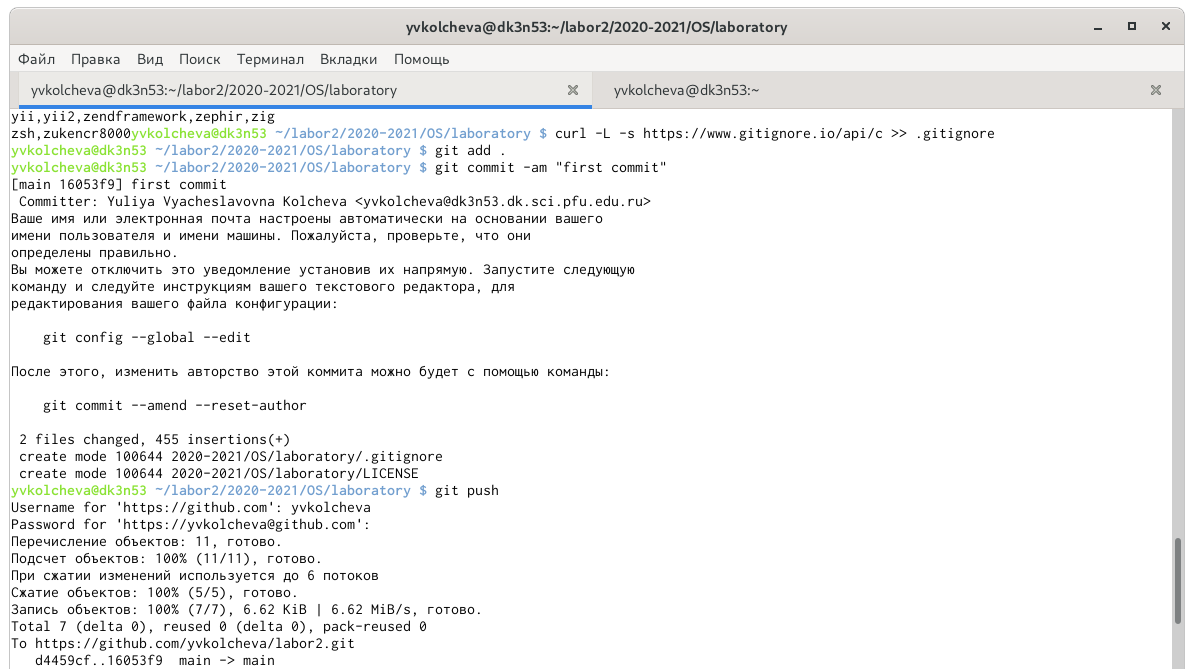 yvkolcheva@dk3n53:~/labor2/2020-2021/OS/laboratory
Файл Правка Вид Поиск Терминал Вкладки Помощь
yvkolcheva@dk3n53:~/labor2/2020-2021/OS/laboratory yvkolcheva@dk3n53:~
yii,yii2,zendframework,zephir,zig
zsh,zukencr8000yvkolcheva@dk3n53 ~/labor2/2020-2021/OS/laboratory $ curl -L -s https://www.gitignore.io/api/c >> .gitignore
yvkolcheva@dk3n53 ~/labor2/2020-2021/OS/laboratory $ git add .
yvkolcheva@dk3n53 ~/labor2/2020-2021/OS/laboratory $ git commit -am "first commit"
[main 16053f9] first commit
 Committer: Yuliya Vyacheslavovna Kolcheva <yvkolcheva@dk3n53.dk.sci.pfu.edu.ru>
Ваше имя или электронная почта настроены автоматически на основании вашего
имени пользователя и имени машины. Пожалуйста, проверьте, что они
определены правильно.
Вы можете отключить это уведомление установив их напрямую. Запустите следующую
команду и следуйте инструкциям вашего текстового редактора, для
редактирования вашего файла конфигурации:
    git config --global --edit
После этого, изменить авторство этой коммита можно будет с помощью команды:
    git commit --amend --reset-author
 2 files changed, 455 insertions(+)
 create mode 100644 2020-2021/OS/laboratory/.gitignore
 create mode 100644 2020-2021/OS/laboratory/LICENSE
yvkolcheva@dk3n53 ~/labor2/2020-2021/OS/laboratory $ git push
Username for 'https://github.com': yvkolcheva
Password for 'https://yvkolcheva@github.com':
Перечисление объектов: 11, готово.
Подсчет объектов: 100% (11/11), готово.
При сжатии изменений используется до 6 потоков
Сжатие объектов: 100% (5/5), готово.
Запись объектов: 100% (7/7), 6.62 KiB | 6.62 MiB/s, готово.
Total 7 (delta 0), reused 0 (delta 0), pack-reused 0
To https://github.com/yvkolcheva/labor2.git
   d4459cf..16053f9  main -> main